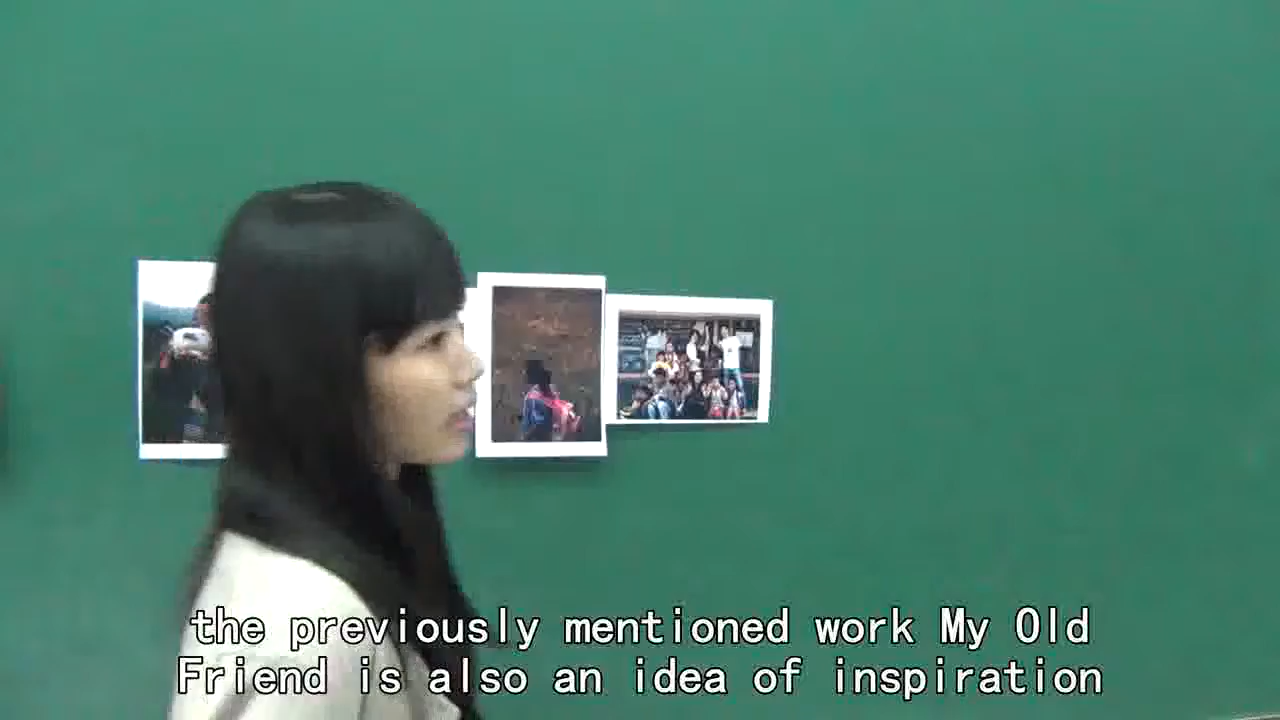 the previously mentioned work My Old
Friend is also an idea of inspiration